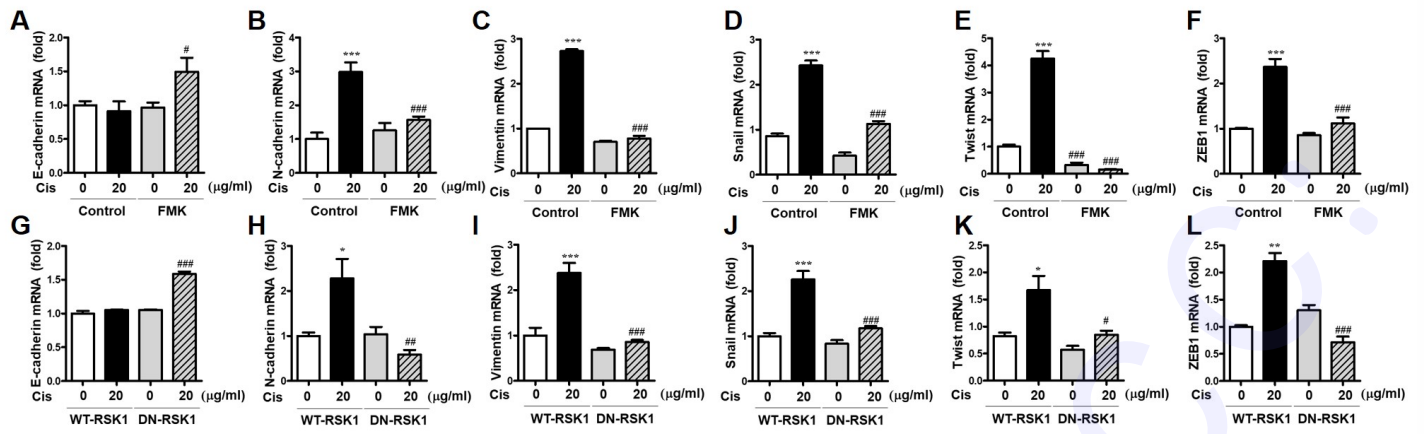 A
E-cadherin mRNA (fold)
2.0
1.5
1.0
0.5
0.0
#
Cis
0 20 0 20 (μg/ml)
Control FMK
B
N-cadherin mRNA (fold)
4
3
2
1
0
***
###
Cis
0 20 0 20 (μg/ml)
Control FMK
C
Vimentin mRNA (fold)
3
2
1
0
***
###
Cis
0 20 0 20 (μg/ml)
Control FMK
D
Snail mRNA (fold)
3
2
1
0
***
###
Cis
0 20 0 20 (μg/ml)
Control FMK
E
Twist mRNA (fold)
5
4
3
2
1
0
***
### ###
Cis
0 20 0 20 (μg/ml)
Control FMK
F
ZEB1 mRNA (fold)
3
2
1
0
***
###
Cis
0 20 0 20 (μg/ml)
Control FMK
G
E-cadherin mRNA (fold)
2.0
1.5
1.0
0.5
0.0
###
Cis
0 20 0 20 (μg/ml)
WT-RSK1 DN-RSK1
H
N-cadherin mRNA (fold)
3
2
1
0
*
##
Cis
0 20 0 20 (μg/ml)
WT-RSK1 DN-RSK1
I
Vimentin mRNA (fold)
3
2
1
0
***
###
Cis
0 20 0 20 (μg/ml)
WT-RSK1 DN-RSK1
J
Snail mRNA (fold)
3
2
1
0
***
###
Cis
0 20 0 20 (μg/ml)
WT-RSK1 DN-RSK1
K
Twist mRNA (fold)
2.5
2.0
1.5
1.0
0.5
0.0
*
#
Cis
0 20 0 20 (μg/ml)
WT-RSK1 DN-RSK1
L
ZEB1 mRNA (fold)
2.5
2.0
1.5
1.0
0.5
0.0
**
###
Cis
0 20 0 20 (μg/ml)
WT-RSK1 DN-RSK1